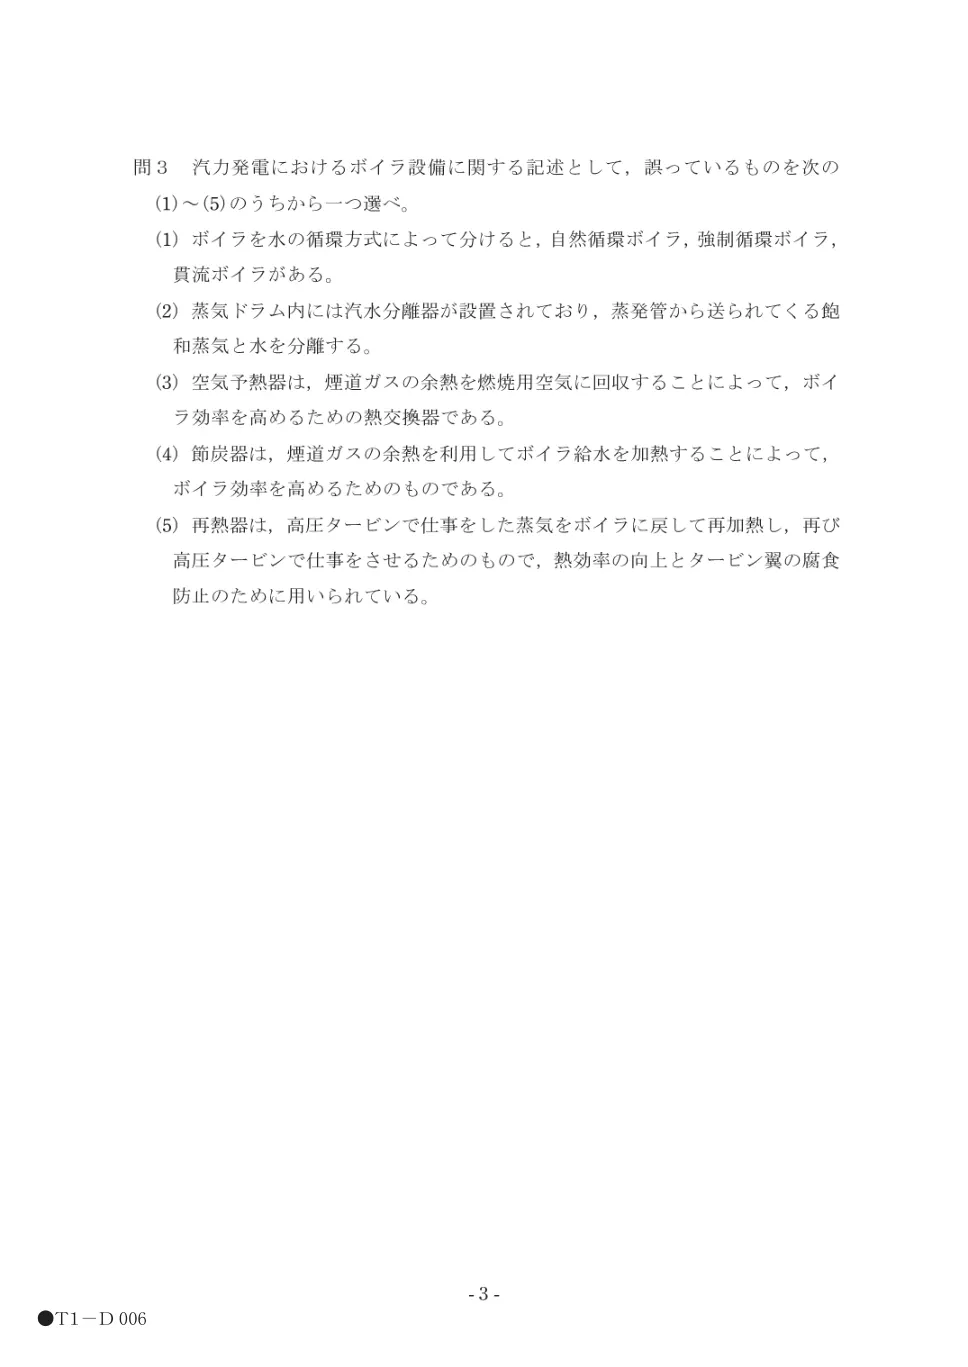 問３　汽力発電におけるボイラ設備に関する記述として，誤っているものを次の
(1)～(5)のうちから一つ選べ。
(1) ボイラを水の循環方式によって分けると，自然循環ボイラ，強制循環ボイラ，
貫流ボイラがある。
(2) 蒸気ドラム内には汽水分離器が設置されており，蒸発管から送られてくる飽
和蒸気と水を分離する。
(3) 空気予熱器は，煙道ガスの余熱を燃焼用空気に回収することによって，ボイ
ラ効率を高めるための熱交換器である。
(4) 節炭器は，煙道ガスの余熱を利用してボイラ給水を加熱することによって，
ボイラ効率を高めるためのものである。
(5) 再熱器は，高圧タービンで仕事をした蒸気をボイラに戻して再加熱し，再び
高圧タービンで仕事をさせるためのもので，熱効率の向上とタービン翼の腐食
防止のために用いられている。
- 3 -
●T1－D 006